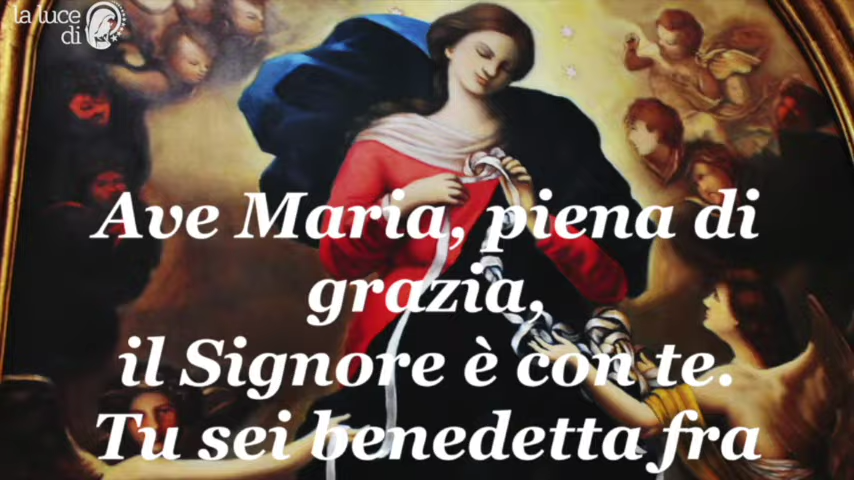 la luce
di
Ave Maria, piena di
grazia,
il Signore è con te.
Tu sei benedetta fra